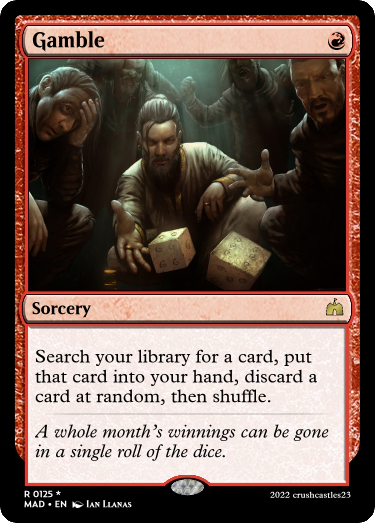 Gamble
Sorcery
Search your library for a card, put
that card into your hand, discard a
card at random, then shuffle.
A whole month's winnings can be gone
in a single roll of the dice.
R 0125 *
MAD • EN Ian Llanas
2022 crushcastles23